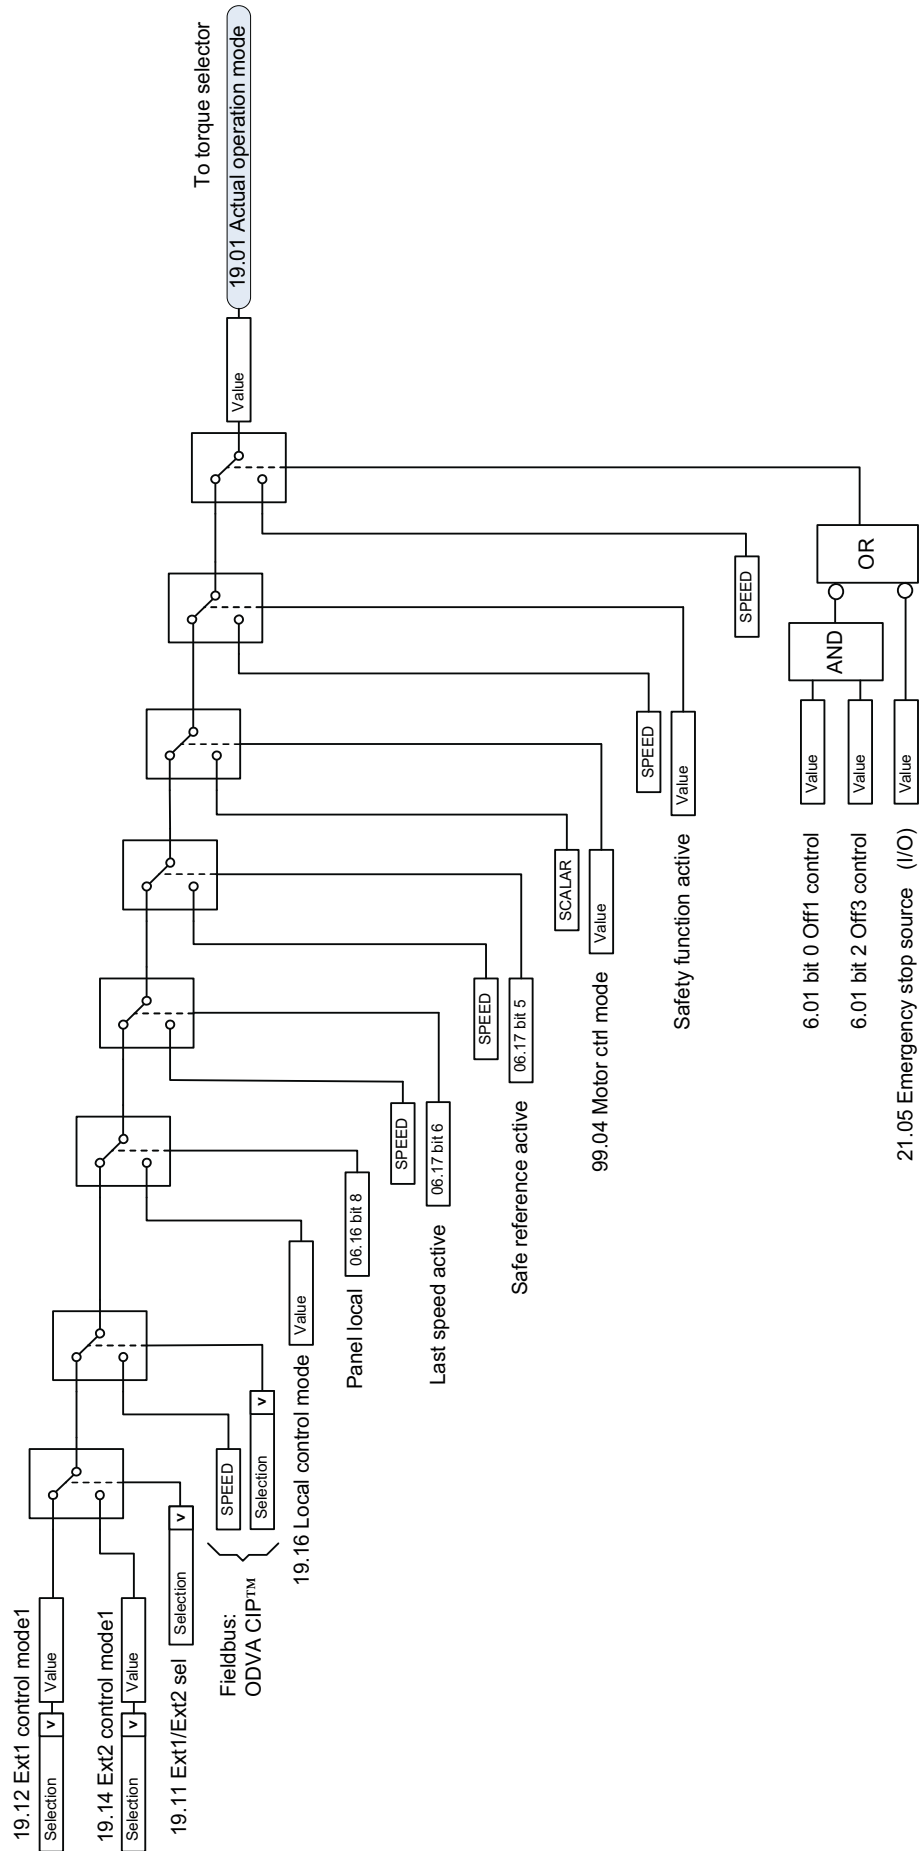 19.12 Ext1 control mode1
Selection
v
Value
19.14 Ext2 control mode1
Selection
v
Value
19.11 Ext1/Ext2 sel
Selection
v
Fieldbus:
ODVA CIP™
SPEED
Selection
v
19.16 Local control mode
Value
Panel local
06.16 bit 8
SPEED
Last speed active
06.17 bit 6
SPEED
Safe reference active
06.17 bit 5
SCALAR
99.04 Motor ctrl mode
Value
SPEED
Safety function active
Value
SPEED
6.01 bit 0 Off1 control
Value
6.01 bit 2 Off3 control
Value
AND
21.05 Emergency stop source (I/O)
Value
OR
Value
To torque selector
19.01 Actual operation mode